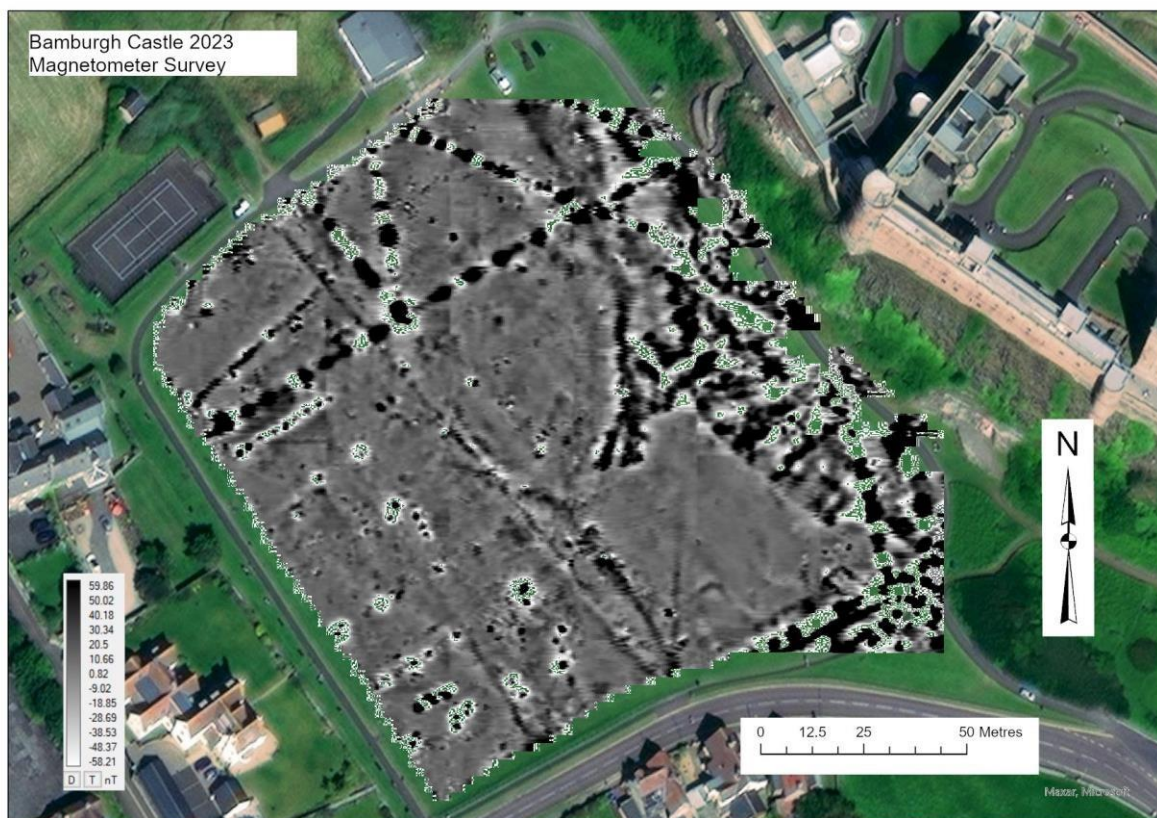 Bamburgh Castle 2023
Magnetometer Survey
N
59.86
50.02
40.18
30.34
20.5
10.66
0.82
-9.02
-18.85
-28.69
-38.53
-48.37
-58.21
D T nT
0 12.5 25 50 Metres
Maxar, Microsoft